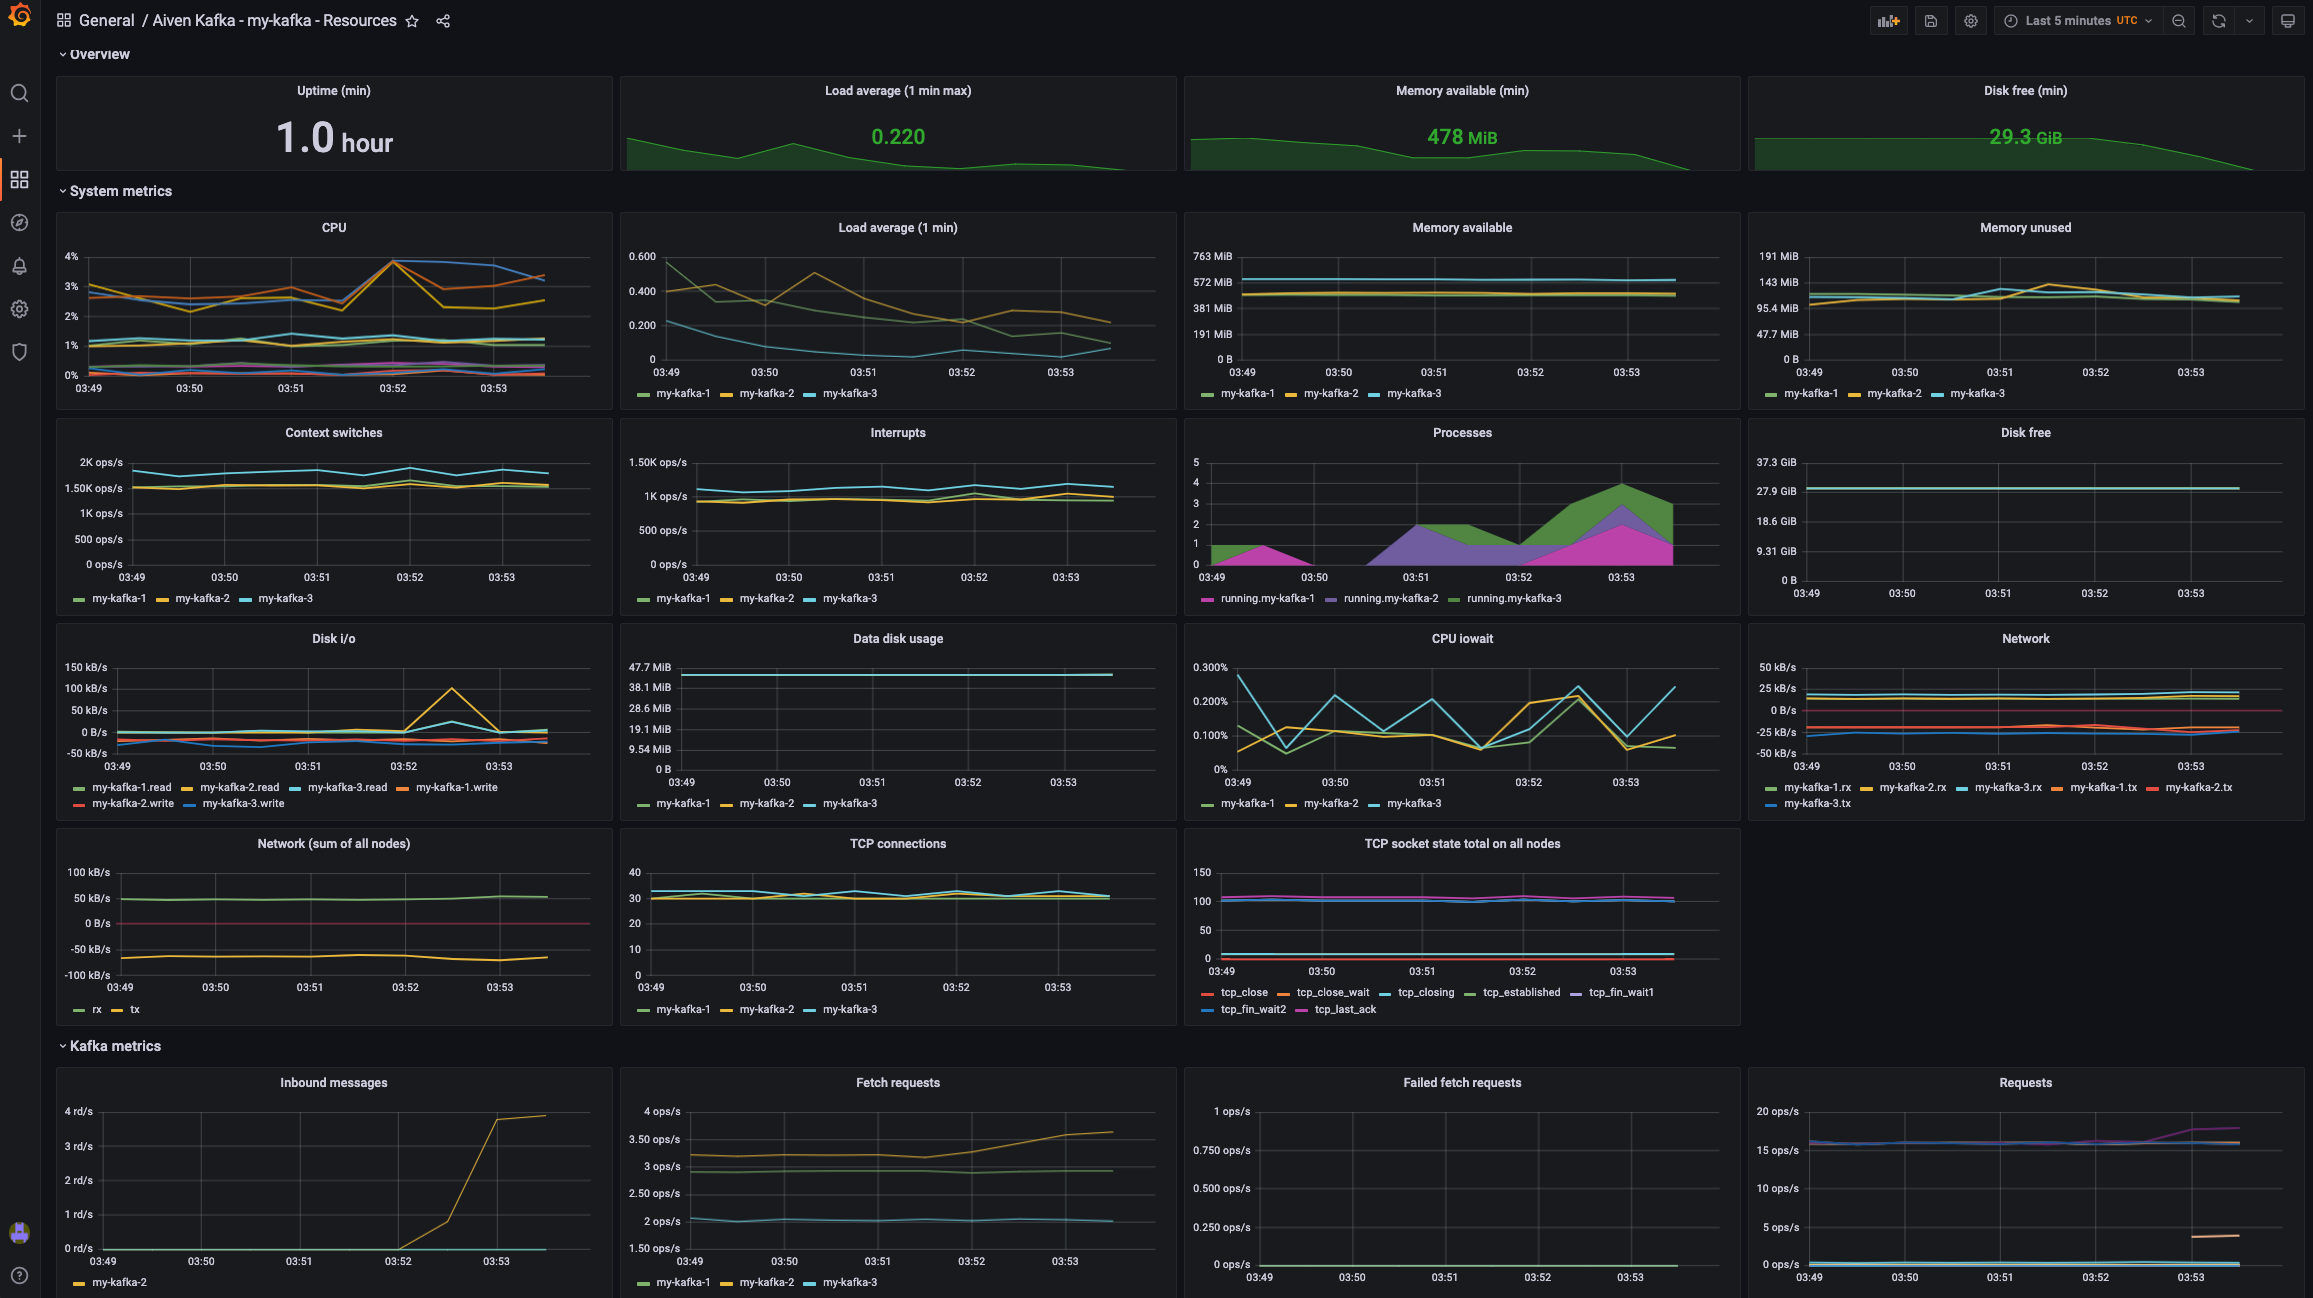 General / Aiven Kafka - my-kafka - Resources
Last 5 minutes UTC
Overview
Uptime (min)
1.0 hour
Load average (1 min max)
0.220
Memory available (min)
478 MiB
Disk free (min)
29.3 GiB
System metrics
CPU
4%
3%
2%
1%
0%
03:49 03:50 03:51 03:52 03:53
Load average (1 min)
0.600
0.400
0.200
0
03:49 03:50 03:51 03:52 03:53
my-kafka-1 my-kafka-2 my-kafka-3
Memory available
763 MiB
572 MiB
381 MiB
191 MiB
0 B
03:49 03:50 03:51 03:52 03:53
my-kafka-1 my-kafka-2 my-kafka-3
Memory unused
191 MiB
143 MiB
95.4 MiB
47.7 MiB
0 B
03:49 03:50 03:51 03:52 03:53
my-kafka-1 my-kafka-2 my-kafka-3
Context switches
2K ops/s
1.50K ops/s
1K ops/s
500 ops/s
0 ops/s
03:49 03:50 03:51 03:52 03:53
my-kafka-1 my-kafka-2 my-kafka-3
Interrupts
1.50K ops/s
1K ops/s
500 ops/s
0 ops/s
03:49 03:50 03:51 03:52 03:53
my-kafka-1 my-kafka-2 my-kafka-3
Processes
5
4
3
2
1
0
03:49 03:50 03:51 03:52 03:53
running.my-kafka-1 running.my-kafka-2 running.my-kafka-3
Disk free
37.3 GiB
27.9 GiB
18.6 GiB
9.31 GiB
0 B
03:49 03:50 03:51 03:52 03:53
Disk i/o
150 kB/s
100 kB/s
50 kB/s
0 B/s
-50 kB/s
03:49 03:50 03:51 03:52 03:53
my-kafka-1.read my-kafka-2.read my-kafka-3.read my-kafka-1.write
my-kafka-2.write my-kafka-3.write
Data disk usage
47.7 MiB
38.1 MiB
28.6 MiB
19.1 MiB
9.54 MiB
0 B
03:49 03:50 03:51 03:52 03:53
my-kafka-1 my-kafka-2 my-kafka-3
CPU iowait
0.300%
0.200%
0.100%
0%
03:49 03:50 03:51 03:52 03:53
my-kafka-1 my-kafka-2 my-kafka-3
Network
50 kB/s
25 kB/s
0 B/s
-25 kB/s
-50 kB/s
03:49 03:50 03:51 03:52 03:53
my-kafka-1.rx my-kafka-2.rx my-kafka-3.rx my-kafka-1.tx my-kafka-2.tx
my-kafka-3.tx
Network (sum of all nodes)
100 kB/s
50 kB/s
0 B/s
-50 kB/s
-100 kB/s
03:49 03:50 03:51 03:52 03:53
rx tx
TCP connections
40
30
20
10
0
03:49 03:50 03:51 03:52 03:53
my-kafka-1 my-kafka-2 my-kafka-3
TCP socket state total on all nodes
150
100
50
0
03:49 03:50 03:51 03:52 03:53
tcp_close tcp_close_wait tcp_closing tcp_established tcp_fin_wait1
tcp_fin_wait2 tcp_last_ack
Kafka metrics
Inbound messages
4 rd/s
3 rd/s
2 rd/s
1 rd/s
0 rd/s
03:49 03:50 03:51 03:52 03:53
my-kafka-2
Fetch requests
4 ops/s
3.50 ops/s
3 ops/s
2.50 ops/s
2 ops/s
1.50 ops/s
03:49 03:50 03:51 03:52 03:53
my-kafka-1 my-kafka-2 my-kafka-3
Failed fetch requests
1 ops/s
0.750 ops/s
0.500 ops/s
0.250 ops/s
0 ops/s
03:49 03:50 03:51 03:52 03:53
Requests
20 ops/s
15 ops/s
10 ops/s
5 ops/s
0 ops/s
03:49 03:50 03:51 03:52 03:53